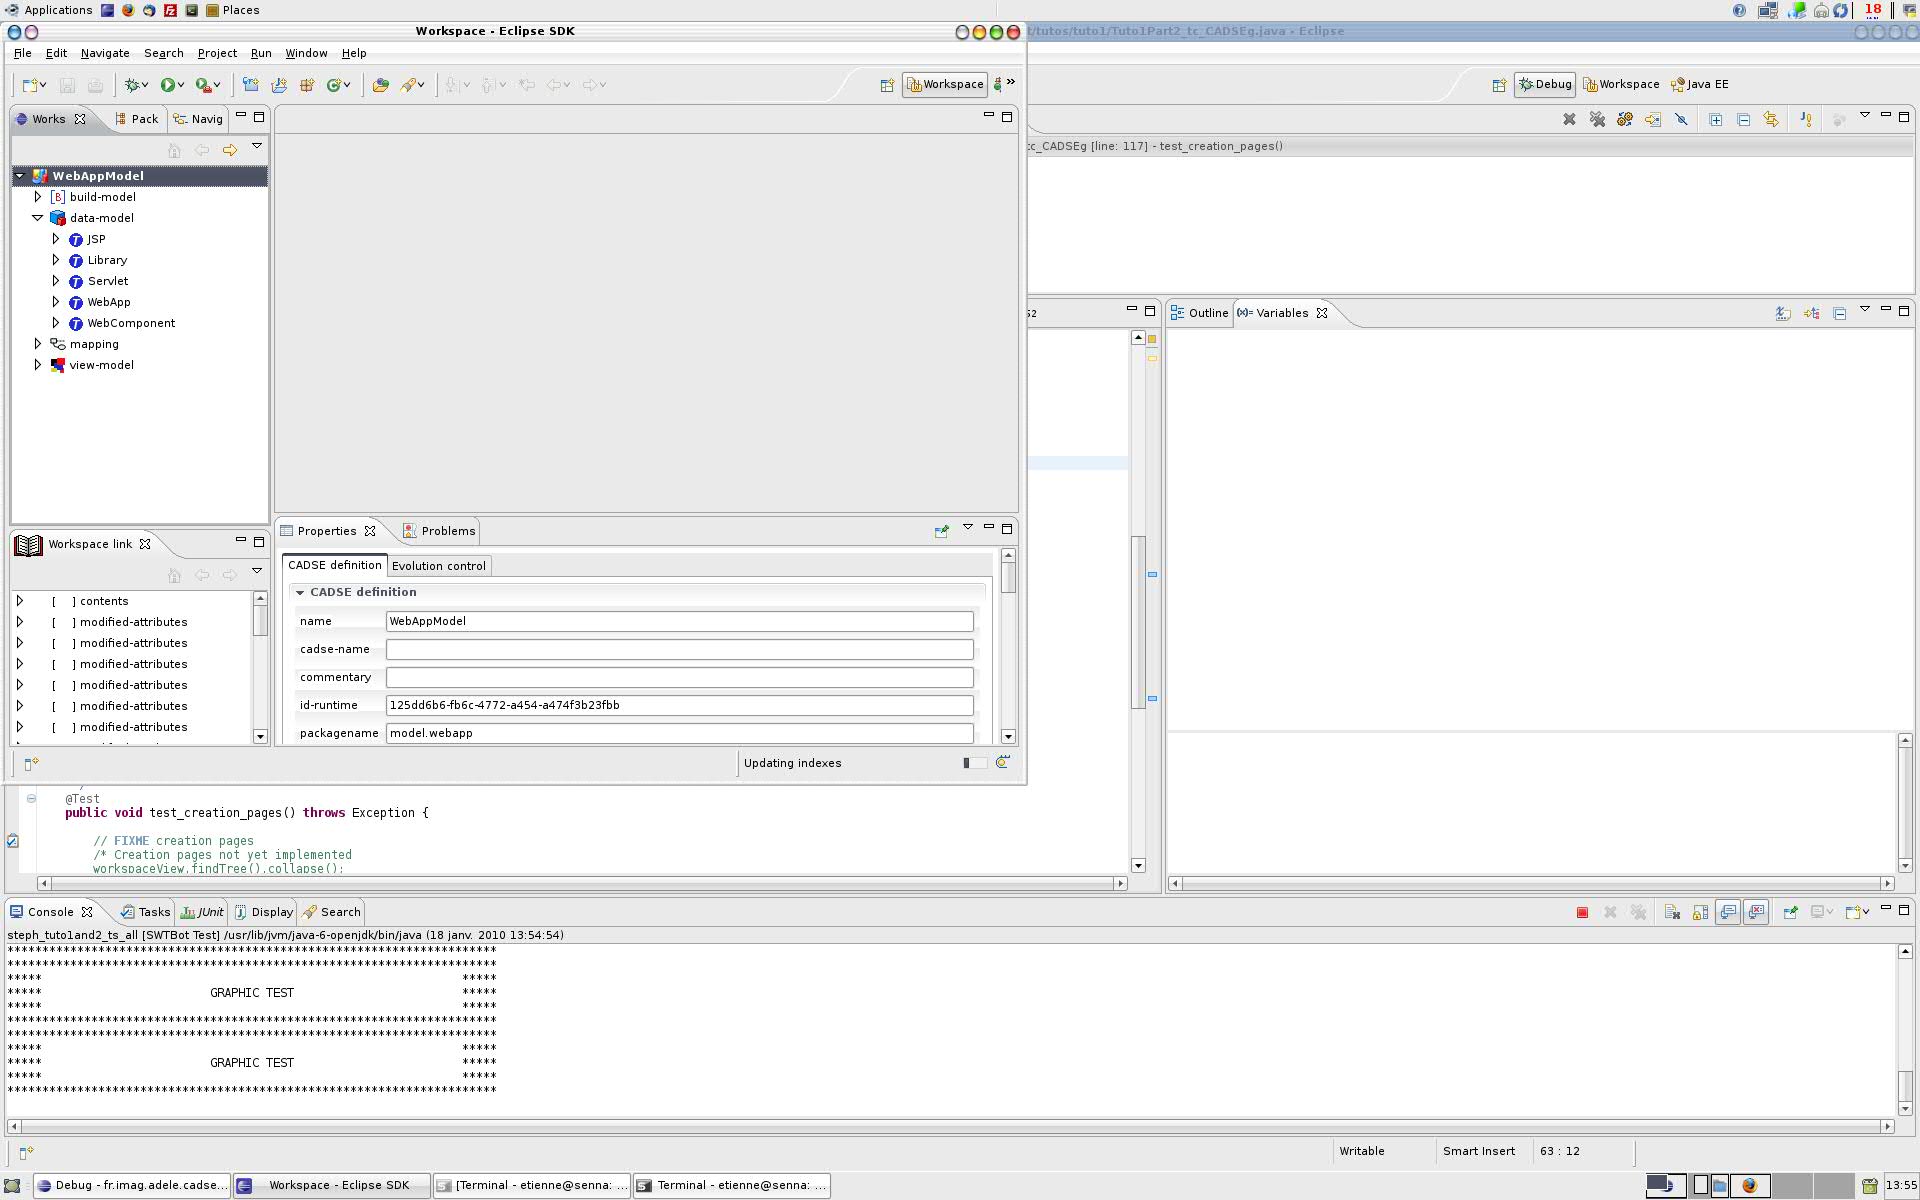 Applications Places 18
Workspace - Eclipse SDK
t/tutos/tuto1/Tuto1Part2_tc_CADSEg.java - Eclipse
File Edit Navigate Search Project Run Window Help
Workspace »
Debug Workspace Java EE
Works Pack Navig
tc_CADSEg [line: 117] - test_creation_pages()
WebAppModel
build-model
data-model
JSP
Library
Servlet
WebApp
WebComponent
mapping
view-model
Outline (x)= Variables
Properties Problems
Workspace link
CADSE definition Evolution control
CADSE definition
name WebAppModel
cadse-name
commentary
id-runtime 125dd6b6-fb6c-4772-a454-a474f3b23fbb
packagename model.webapp
[ ] contents
[ ] modified-attributes
[ ] modified-attributes
[ ] modified-attributes
[ ] modified-attributes
[ ] modified-attributes
[ ] modified-attributes
Updating indexes
@Test
public void test_creation_pages() throws Exception {
// FIXME creation pages
/* Creation pages not yet implemented
workspaceView.findTree().collapse();
Console Tasks JUnit Display Search
steph_tuto1and2_ts_all [SWTBot Test] /usr/lib/jvm/java-6-openjdk/bin/java (18 janv. 2010 13:54:54)
**********************************************************************
**********************************************************************
***** *****
***** GRAPHIC TEST *****
***** *****
**********************************************************************
**********************************************************************
***** *****
***** GRAPHIC TEST *****
***** *****
**********************************************************************
Writable Smart Insert 63 : 12
Debug - fr.imag.adele.cadse... Workspace - Eclipse SDK [Terminal - etienne@senna: ... Terminal - etienne@senna: ... 13:55